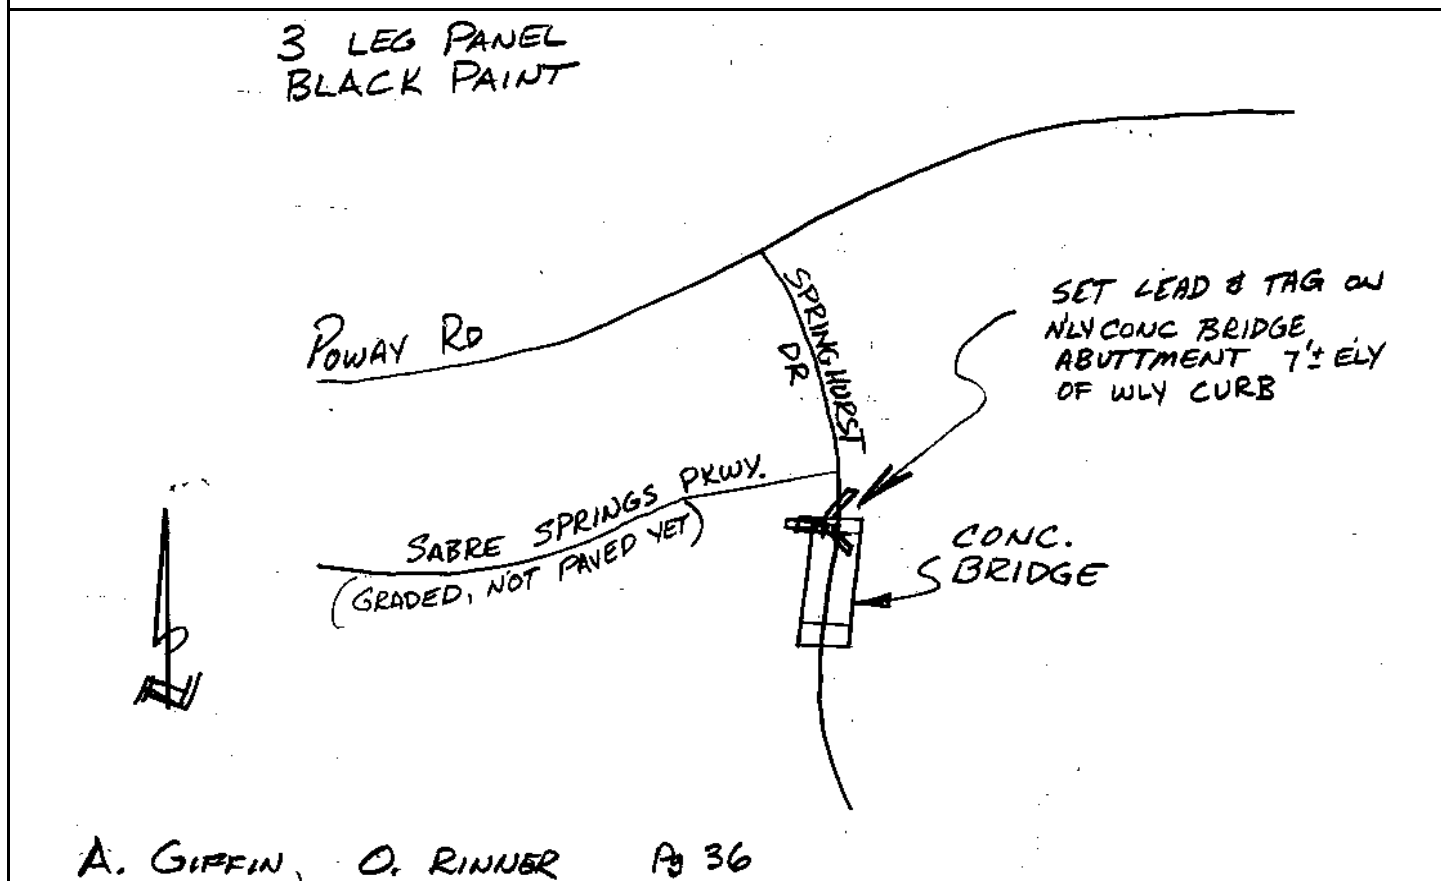 3 LEG PANEL
BLACK PAINT
POWAY RD
SPRINGHURST
DR
SET LEAD & TAG ON
N'LY CONC BRIDGE
ABUTTMENT 7'± ELY
OF WLY CURB
SABRE SPRINGS PKWY.
(GRADED, NOT PAVED YET)
CONC.
BRIDGE
N
A. GIFFIN, O. RINNER Pg 36